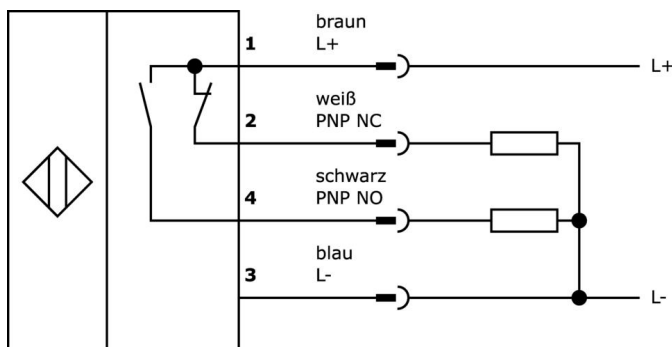 braun
1 L+
L+
weiß
2 PNP NC
schwarz
4 PNP NO
blau
3 L-
L-